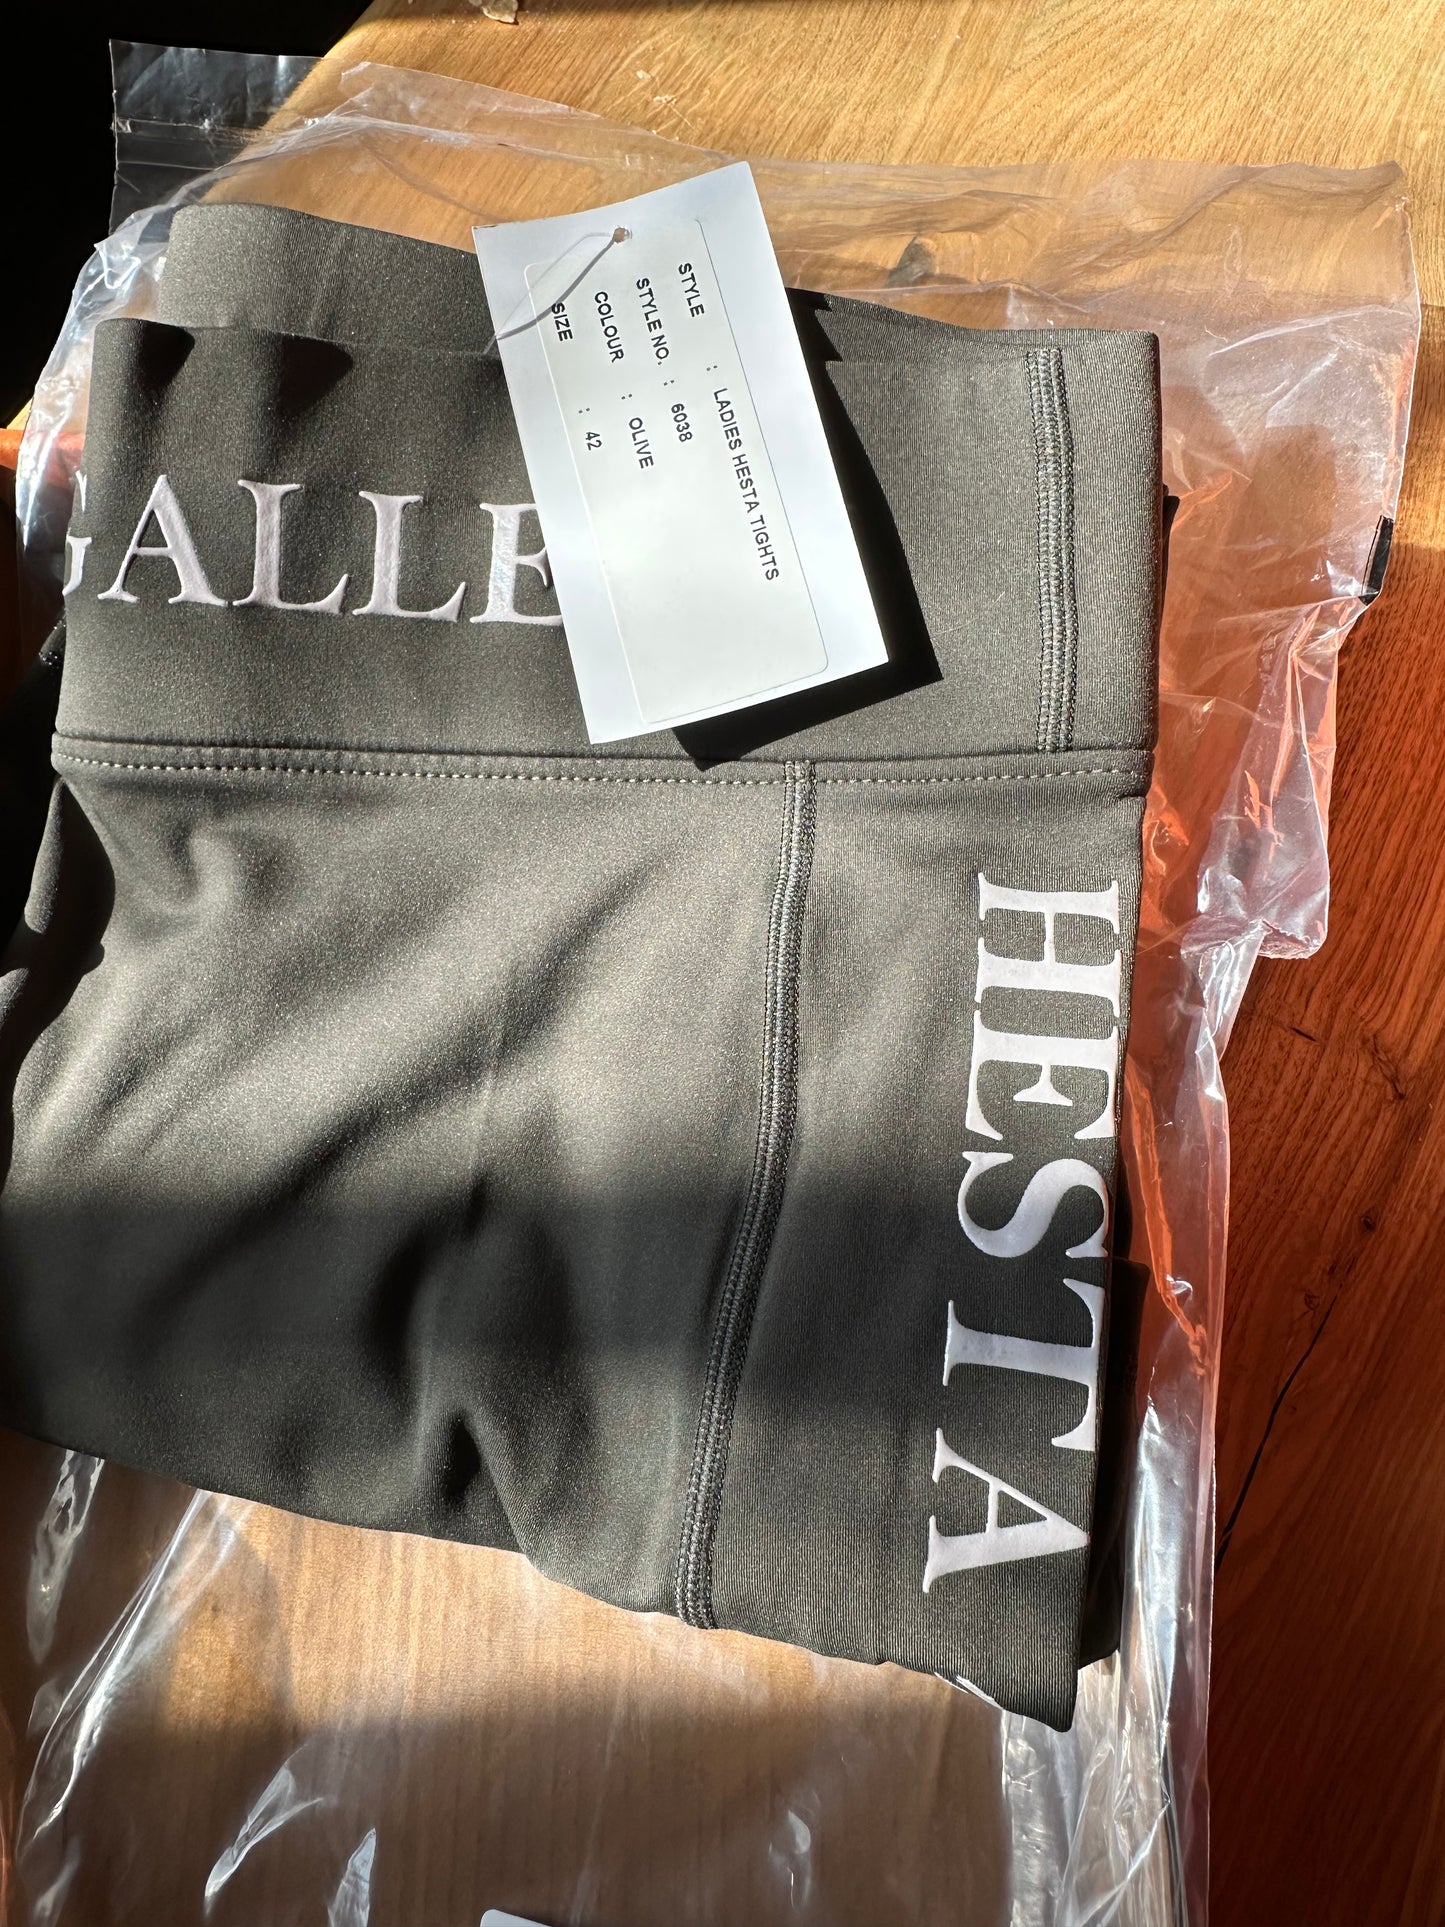 STYLE : LADIES HESTA TIGHTS
STYLE NO. : 6038
COLOUR : OLIVE
SIZE : 42
GALLE
HESTA